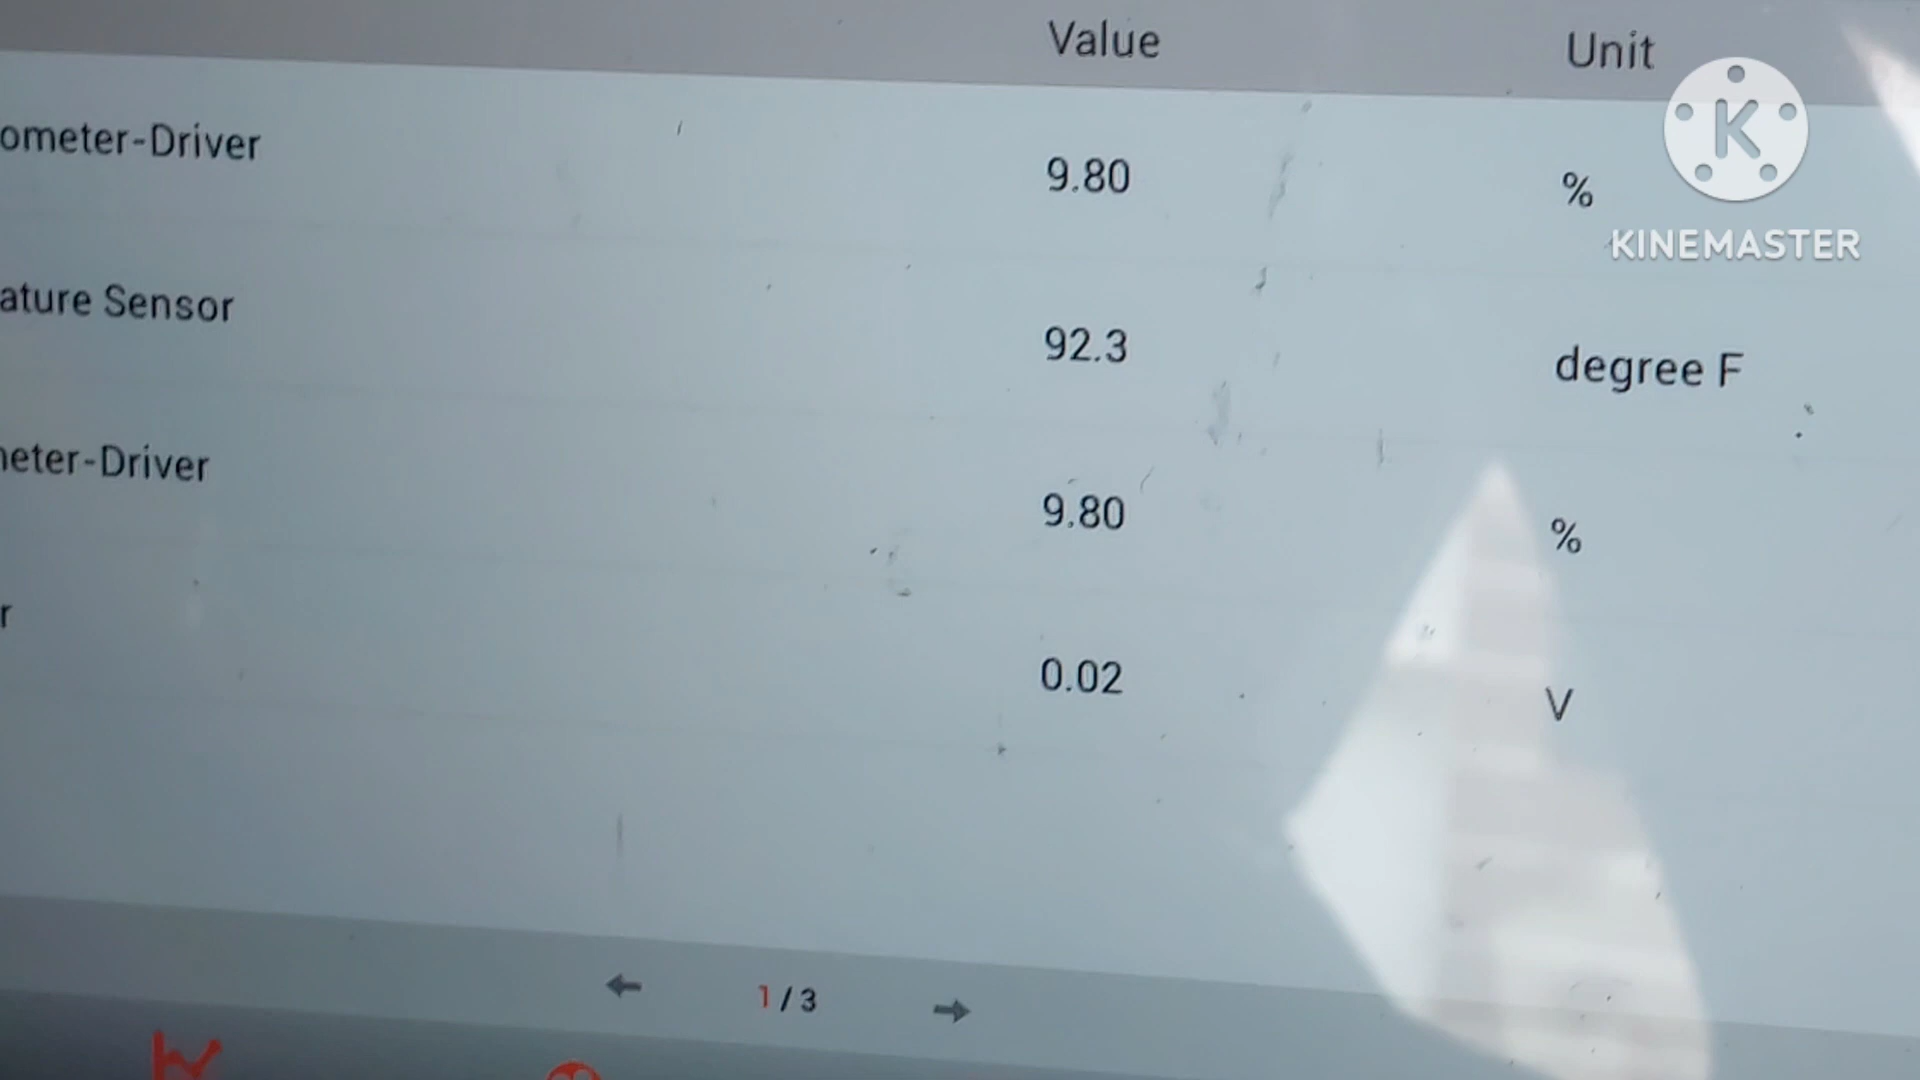 Value Unit
ometer-Driver 9.80 %
ature Sensor 92.3 degree F
eter-Driver 9.80 %
r 0.02 V
1 / 3
K
KINEMASTER